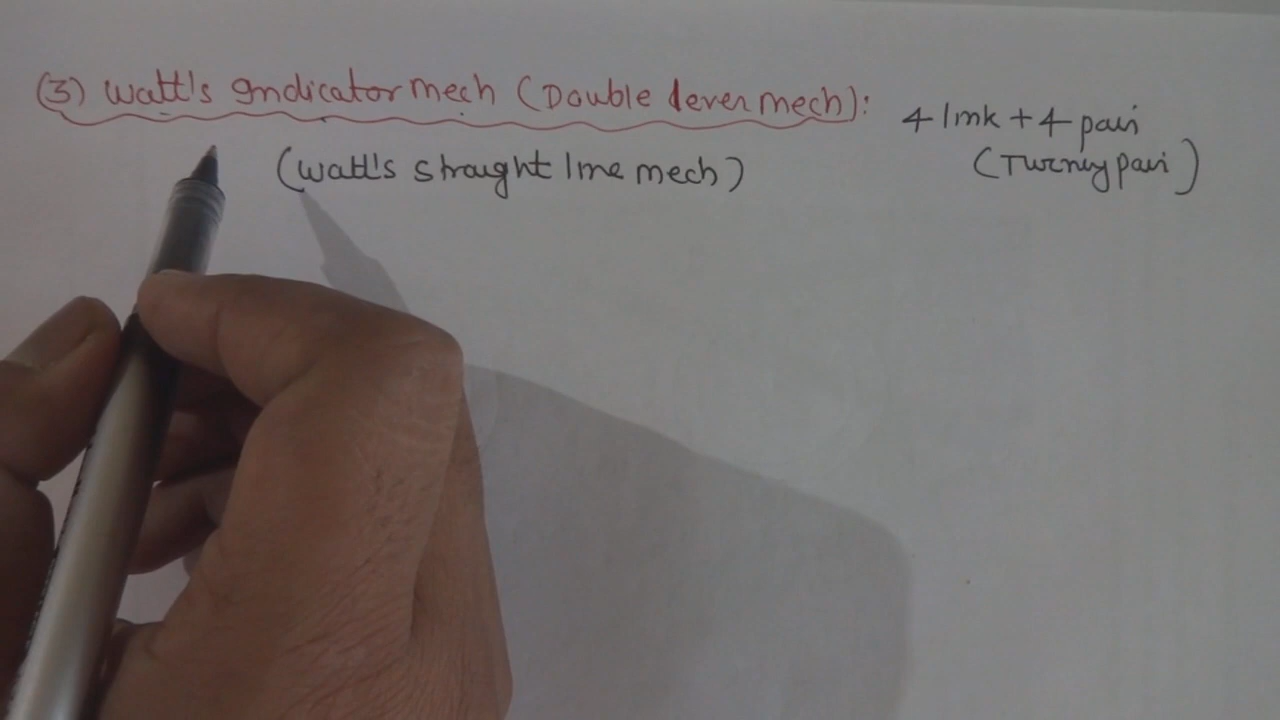 (3) Watt's Indicator Mech (Double lever mech):
4 link + 4 pair
(Watt's straight line mech)
(Turning pair)